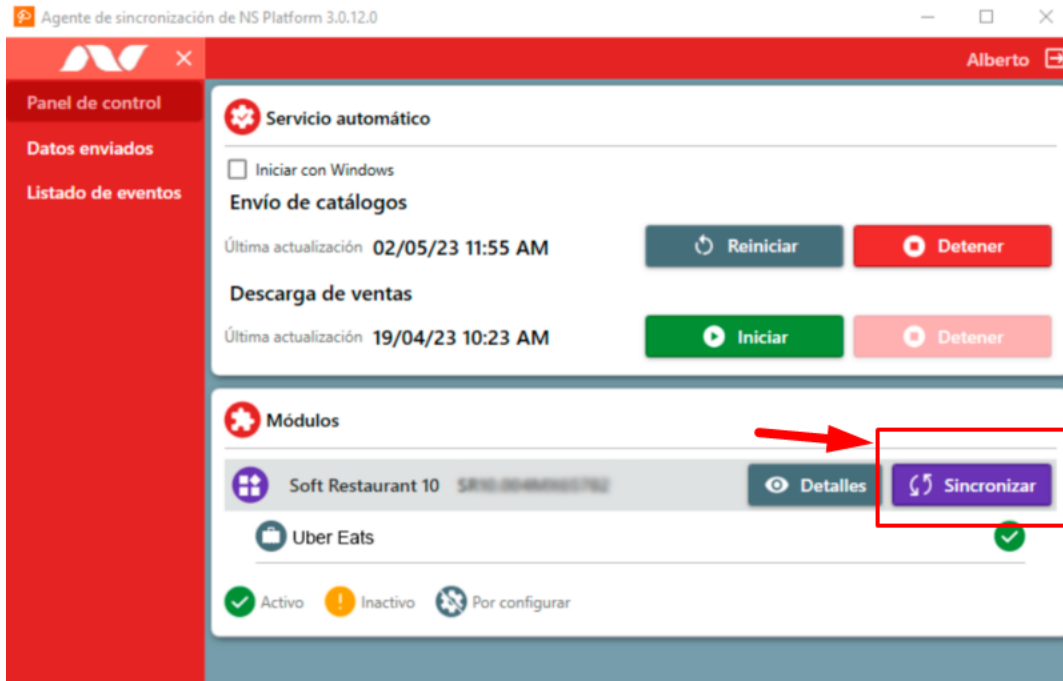 Agente de sincronización de NS Platform 3.0.12.0
Alberto
Panel de control
Datos enviados
Listado de eventos
Servicio automático
Iniciar con Windows
Envío de catálogos
Última actualización 02/05/23 11:55 AM
Reiniciar
Detener
Descarga de ventas
Última actualización 19/04/23 10:23 AM
Iniciar
Detener
Módulos
Soft Restaurant 10
Detalles
Sincronizar
Uber Eats
Activo
Inactivo
Por configurar